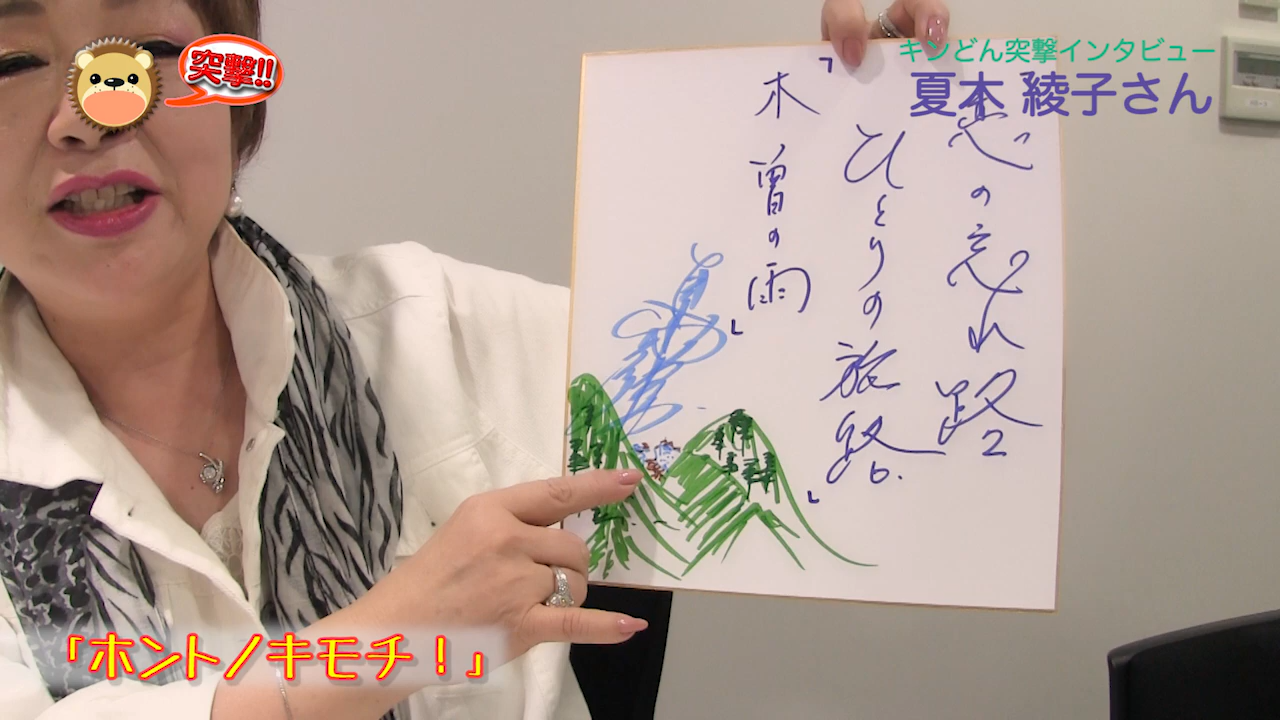 突撃!!
キンどん突撃インタビュー
夏木 綾子さん
恋の忘れ路
ひとりの旅路
「木曽の雨」
「ホントノキモチ！」